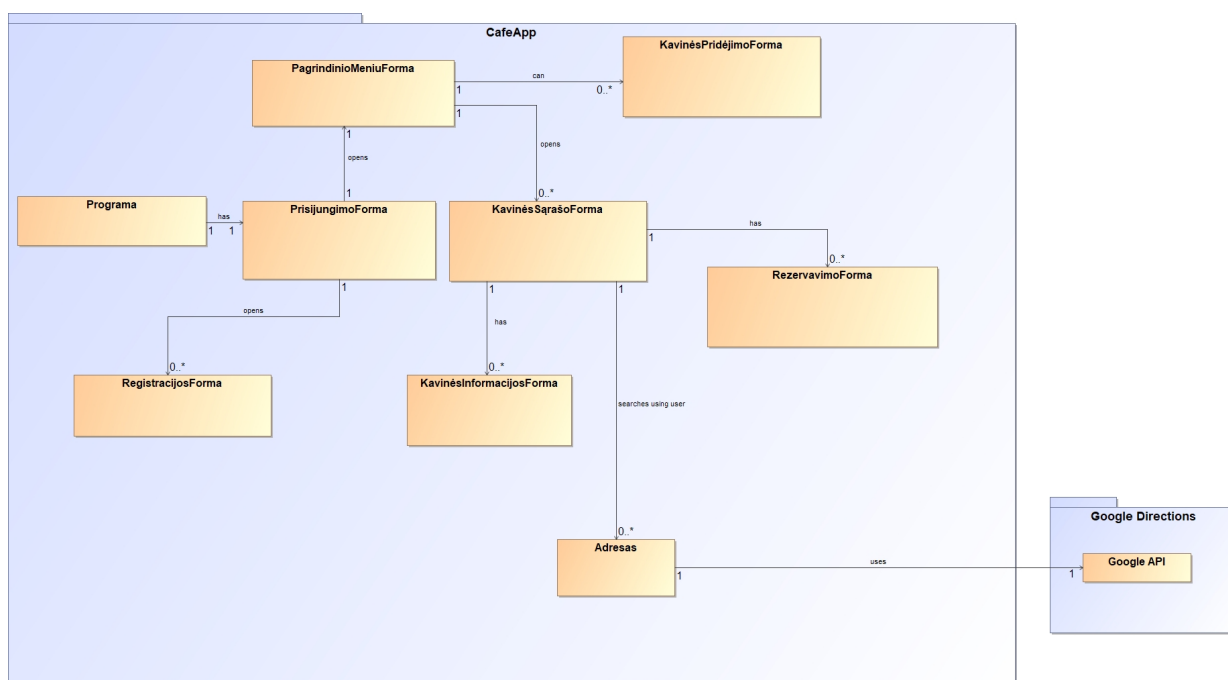 CafeApp
KavinėsPridėjimoForma
PagrindinioMeniuForma
can
1
0..*
1
opens
1
opens
1
0..*
Programa
PrisijungimoForma
KavinėsSąrašoForma
has
1
1
has
1
0..*
RezervavimoForma
1
1
1
opens
has
0..*
0..*
RegistracijosForma
KavinėsInformacijosForma
searches using user
Google Directions
0..*
Adresas
uses
Google API
1
1